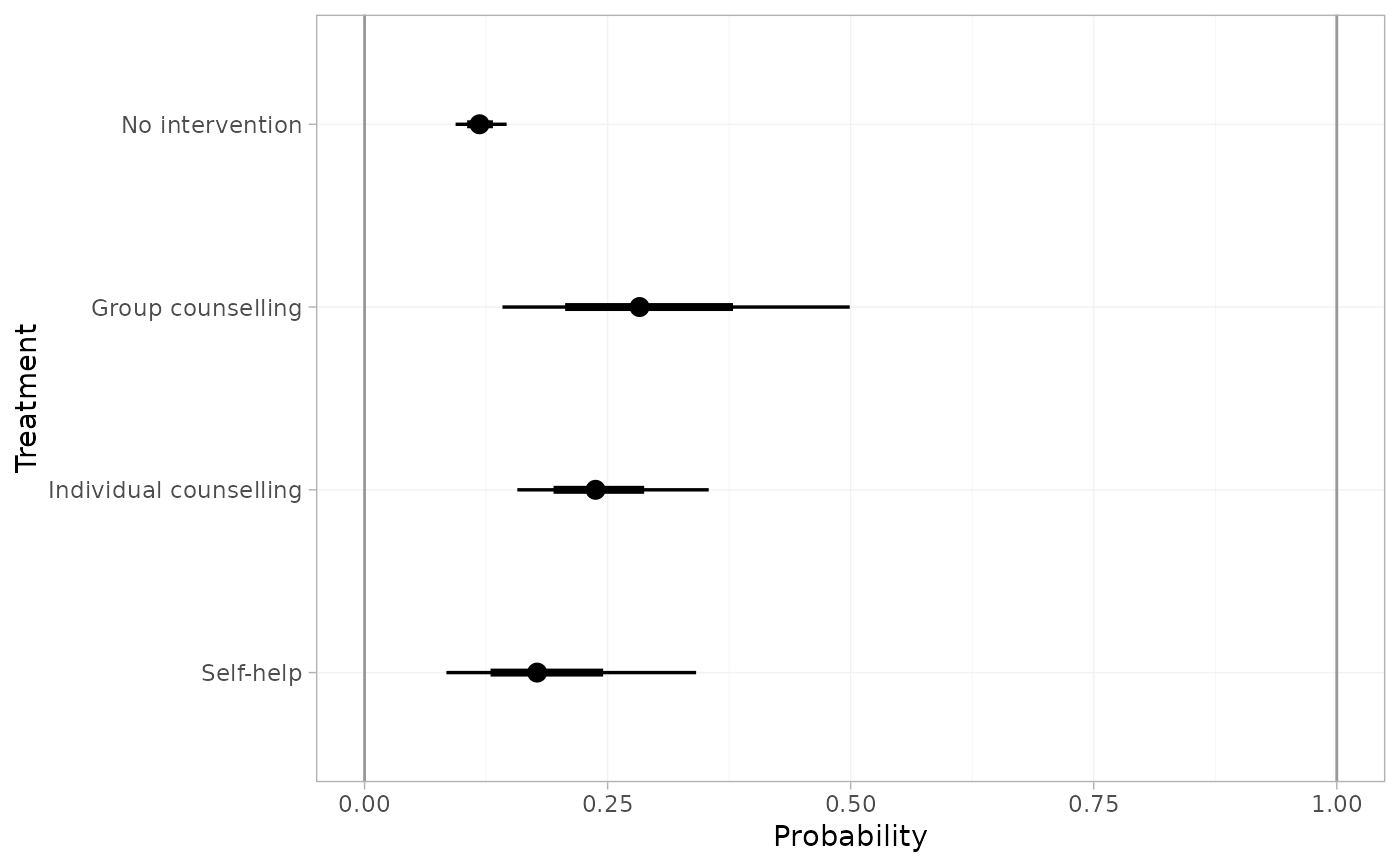 Treatment
No intervention
Group counselling
Individual counselling
Self-help
0.00 0.25 0.50 0.75 1.00
Probability